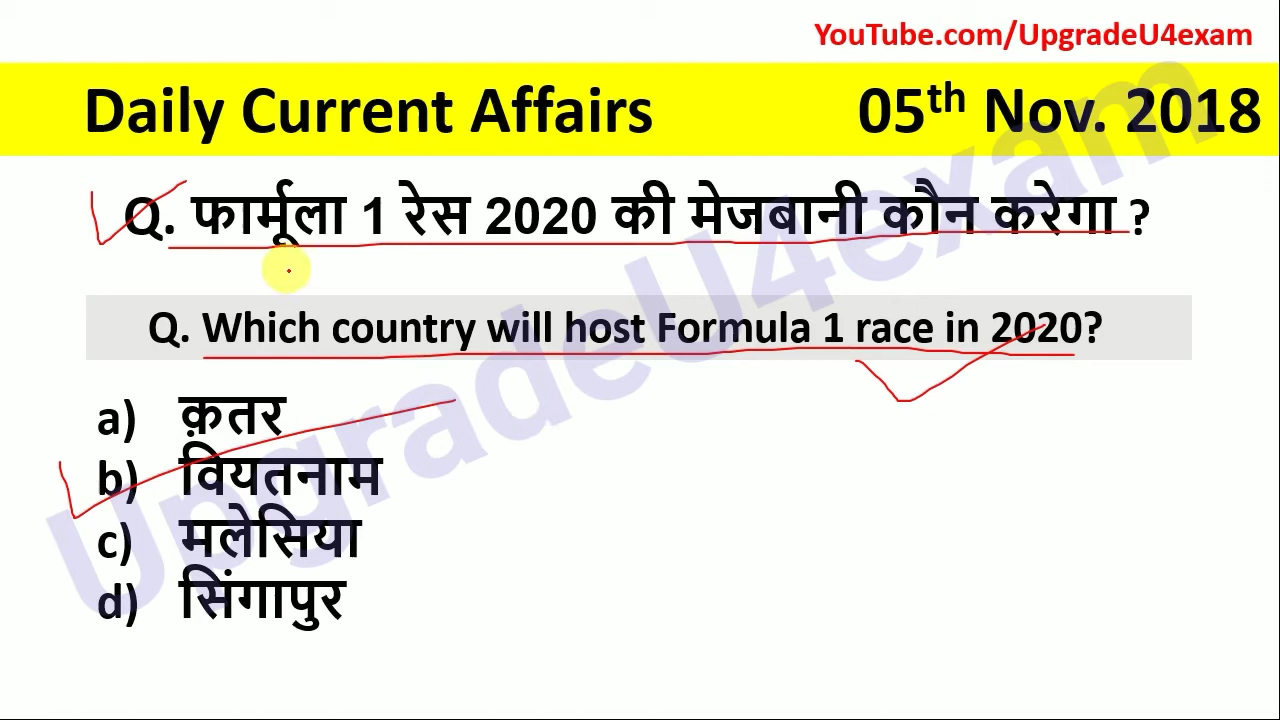 YouTube.com/UpgradeU4exam
Daily Current Affairs 05th Nov. 2018
Q. फार्मूला 1 रेस 2020 की मेजबानी कौन करेगा ?
Q. Which country will host Formula 1 race in 2020?
a) क़तर
b) वियतनाम
c) मलेसिया
d) सिंगापुर
UpgradeU4exam